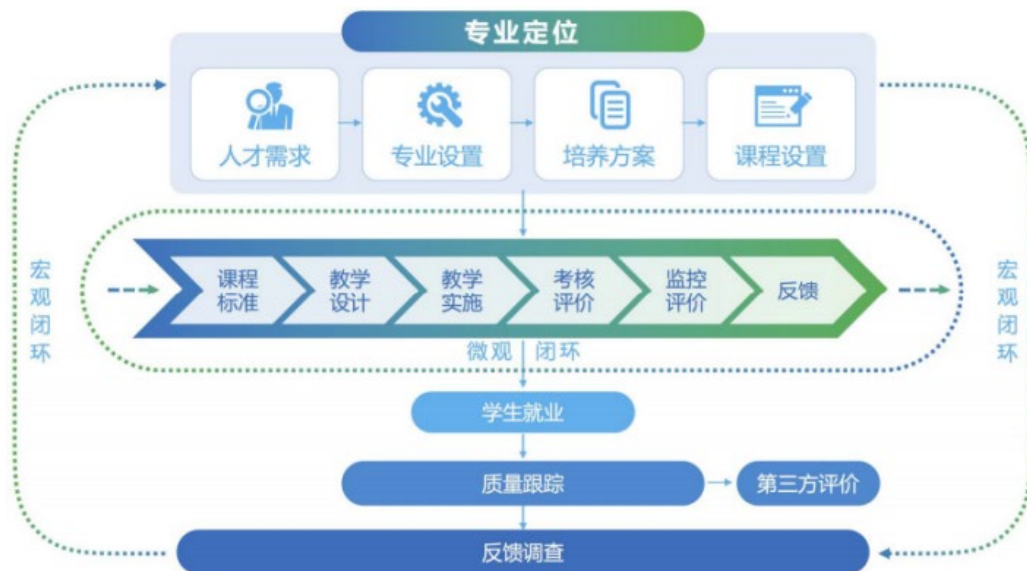 专业定位
人才需求
专业设置
培养方案
课程设置
宏观闭环
课程
标准
教学
设计
教学
实施
考核
评价
监控
评价
反馈
宏观闭环
微观闭环
学生就业
质量跟踪
第三方评价
反馈调查